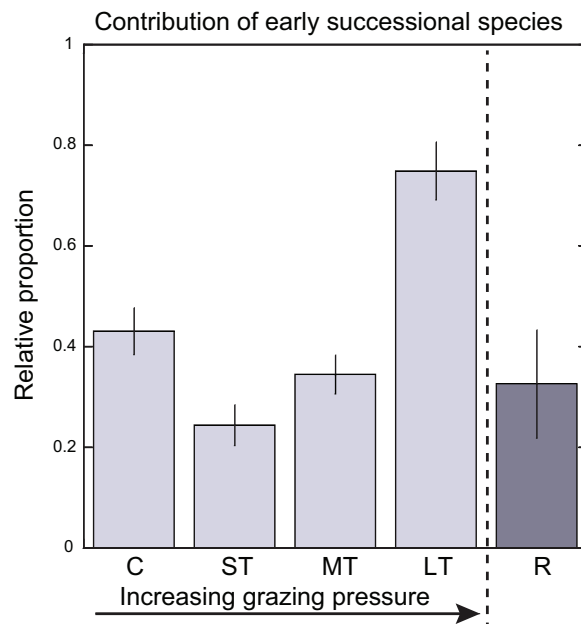 Contribution of early successional species
1
0.8
0.6
0.4
0.2
0
Relative proportion
C ST MT LT R
Increasing grazing pressure